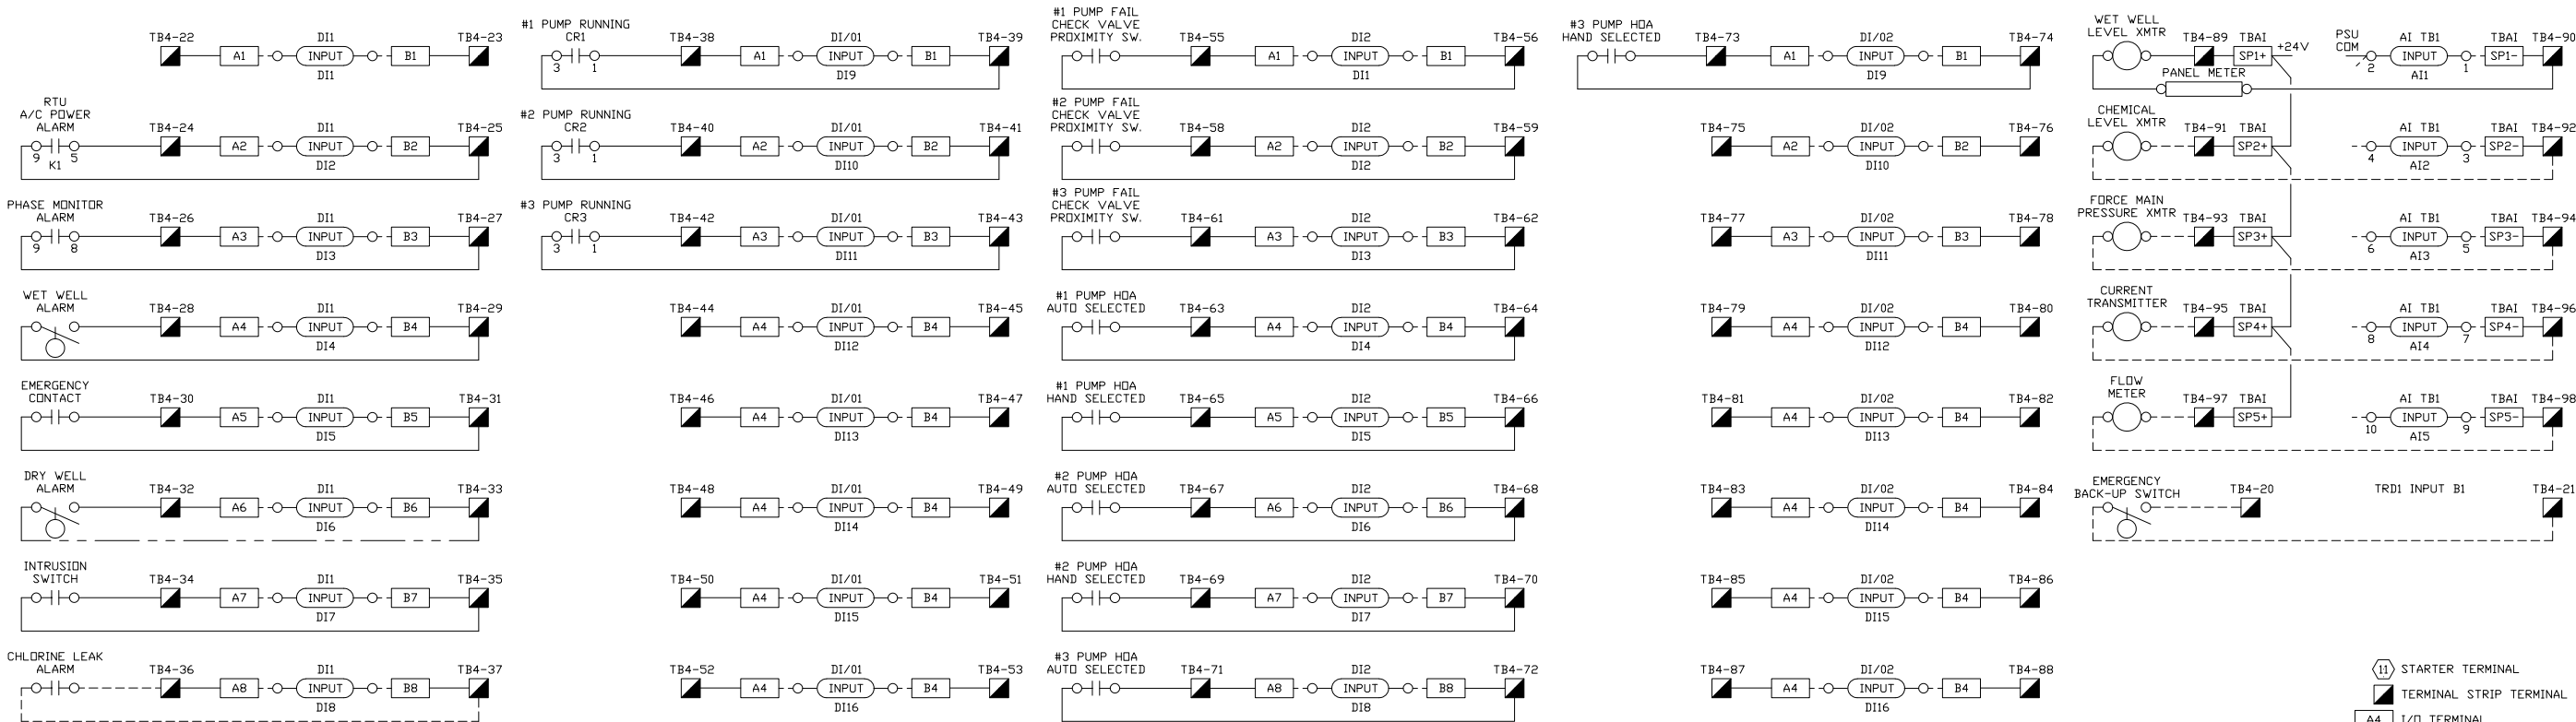 TB4-22 A1 DI1 INPUT DI1 B1 TB4-23
RTU A/C POWER ALARM 9 5 K1 TB4-24 A2 DI1 INPUT DI2 B2 TB4-25
PHASE MONITOR ALARM 9 8 TB4-26 A3 DI1 INPUT DI3 B3 TB4-27
WET WELL ALARM TB4-28 A4 DI1 INPUT DI4 B4 TB4-29
EMERGENCY CONTACT TB4-30 A5 DI1 INPUT DI5 B5 TB4-31
DRY WELL ALARM TB4-32 A6 DI1 INPUT DI6 B6 TB4-33
INTRUSION SWITCH TB4-34 A7 DI1 INPUT DI7 B7 TB4-35
CHLORINE LEAK ALARM TB4-36 A8 DI1 INPUT DI8 B8 TB4-37
#1 PUMP RUNNING CR1 3 1 TB4-38 A1 DI/01 INPUT DI9 B1 TB4-39
#2 PUMP RUNNING CR2 3 1 TB4-40 A2 DI/01 INPUT DI10 B2 TB4-41
#3 PUMP RUNNING CR3 3 1 TB4-42 A3 DI/01 INPUT DI11 B3 TB4-43
TB4-44 A4 DI/01 INPUT DI12 B4 TB4-45
TB4-46 A4 DI/01 INPUT DI13 B4 TB4-47
TB4-48 A4 DI/01 INPUT DI14 B4 TB4-49
TB4-50 A4 DI/01 INPUT DI15 B4 TB4-51
TB4-52 A4 DI/01 INPUT DI16 B4 TB4-53
#1 PUMP FAIL CHECK VALVE PROXIMITY SW. TB4-55 A1 DI2 INPUT DI1 B1 TB4-56
#2 PUMP FAIL CHECK VALVE PROXIMITY SW. TB4-58 A2 DI2 INPUT DI2 B2 TB4-59
#3 PUMP FAIL CHECK VALVE PROXIMITY SW. TB4-61 A3 DI2 INPUT DI3 B3 TB4-62
#1 PUMP HOA AUTO SELECTED TB4-63 A4 DI2 INPUT DI4 B4 TB4-64
#1 PUMP HOA HAND SELECTED TB4-65 A5 DI2 INPUT DI5 B5 TB4-66
#2 PUMP HOA AUTO SELECTED TB4-67 A6 DI2 INPUT DI6 B6 TB4-68
#2 PUMP HOA HAND SELECTED TB4-69 A7 DI2 INPUT DI7 B7 TB4-70
#3 PUMP HOA AUTO SELECTED TB4-71 A8 DI2 INPUT DI8 B8 TB4-72
#3 PUMP HOA HAND SELECTED TB4-73 A1 DI/02 INPUT DI9 B1 TB4-74
TB4-75 A2 DI/02 INPUT DI10 B2 TB4-76
TB4-77 A3 DI/02 INPUT DI11 B3 TB4-78
TB4-79 A4 DI/02 INPUT DI12 B4 TB4-80
TB4-81 A4 DI/02 INPUT DI13 B4 TB4-82
TB4-83 A4 DI/02 INPUT DI14 B4 TB4-84
TB4-85 A4 DI/02 INPUT DI15 B4 TB4-86
TB4-87 A4 DI/02 INPUT DI16 B4 TB4-88
WET WELL LEVEL XMTR TB4-89 TBAI SP1+ +24V PSU COM 2 AI TB1 INPUT AI1 1 TBAI SP1- TB4-90
PANEL METER
CHEMICAL LEVEL XMTR TB4-91 TBAI SP2+ 4 AI TB1 INPUT AI2 3 TBAI SP2- TB4-92
FORCE MAIN PRESSURE XMTR TB4-93 TBAI SP3+ 6 AI TB1 INPUT AI3 5 TBAI SP3- TB4-94
CURRENT TRANSMITTER TB4-95 TBAI SP4+ 8 AI TB1 INPUT AI4 7 TBAI SP4- TB4-96
FLOW METER TB4-97 TBAI SP5+ 10 AI TB1 INPUT AI5 9 TBAI SP5- TB4-98
EMERGENCY BACK-UP SWITCH TB4-20 TRD1 INPUT B1 TB4-21
11 STARTER TERMINAL
TERMINAL STRIP TERMINAL
A4 I/O TERMINAL